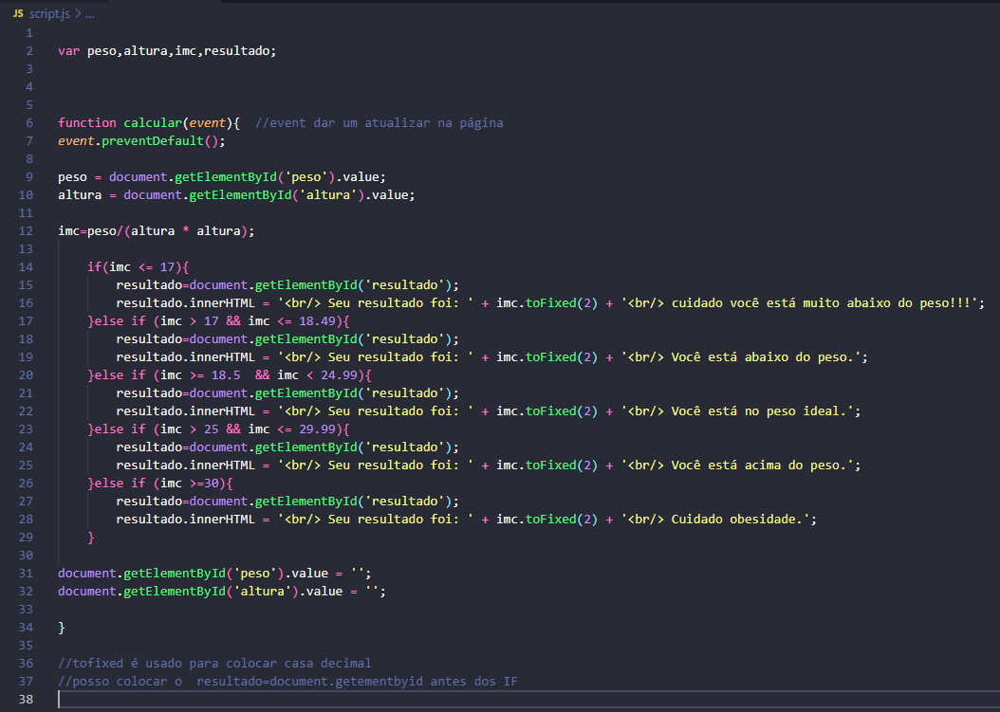 JS script.js > ...
1
2 var peso,altura,imc,resultado;
3
4
5
6 function calcular(event){  //event dar um atualizar na página
7 event.preventDefault();
8
9 peso = document.getElementById('peso').value;
10 altura = document.getElementById('altura').value;
11
12 imc=peso/(altura * altura);
13
14     if(imc <= 17){
15         resultado=document.getElementById('resultado');
16         resultado.innerHTML = '<br/> Seu resultado foi: ' + imc.toFixed(2) + '<br/> cuidado você está muito abaixo do peso!!!';
17     }else if (imc > 17 && imc <= 18.49){
18         resultado=document.getElementById('resultado');
19         resultado.innerHTML = '<br/> Seu resultado foi: ' + imc.toFixed(2) + '<br/> Você está abaixo do peso.';
20     }else if (imc >= 18.5  && imc < 24.99){
21         resultado=document.getElementById('resultado');
22         resultado.innerHTML = '<br/> Seu resultado foi: ' + imc.toFixed(2) + '<br/> Você está no peso ideal.';
23     }else if (imc > 25 && imc <= 29.99){
24         resultado=document.getElementById('resultado');
25         resultado.innerHTML = '<br/> Seu resultado foi: ' + imc.toFixed(2) + '<br/> Você está acima do peso.';
26     }else if (imc >=30){
27         resultado=document.getElementById('resultado');
28         resultado.innerHTML = '<br/> Seu resultado foi: ' + imc.toFixed(2) + '<br/> Cuidado obesidade.';
29     }
30
31 document.getElementById('peso').value = '';
32 document.getElementById('altura').value = '';
33
34 }
35
36 //tofixed é usado para colocar casa decimal
37 //posso colocar o  resultado=document.getementbyid antes dos IF
38